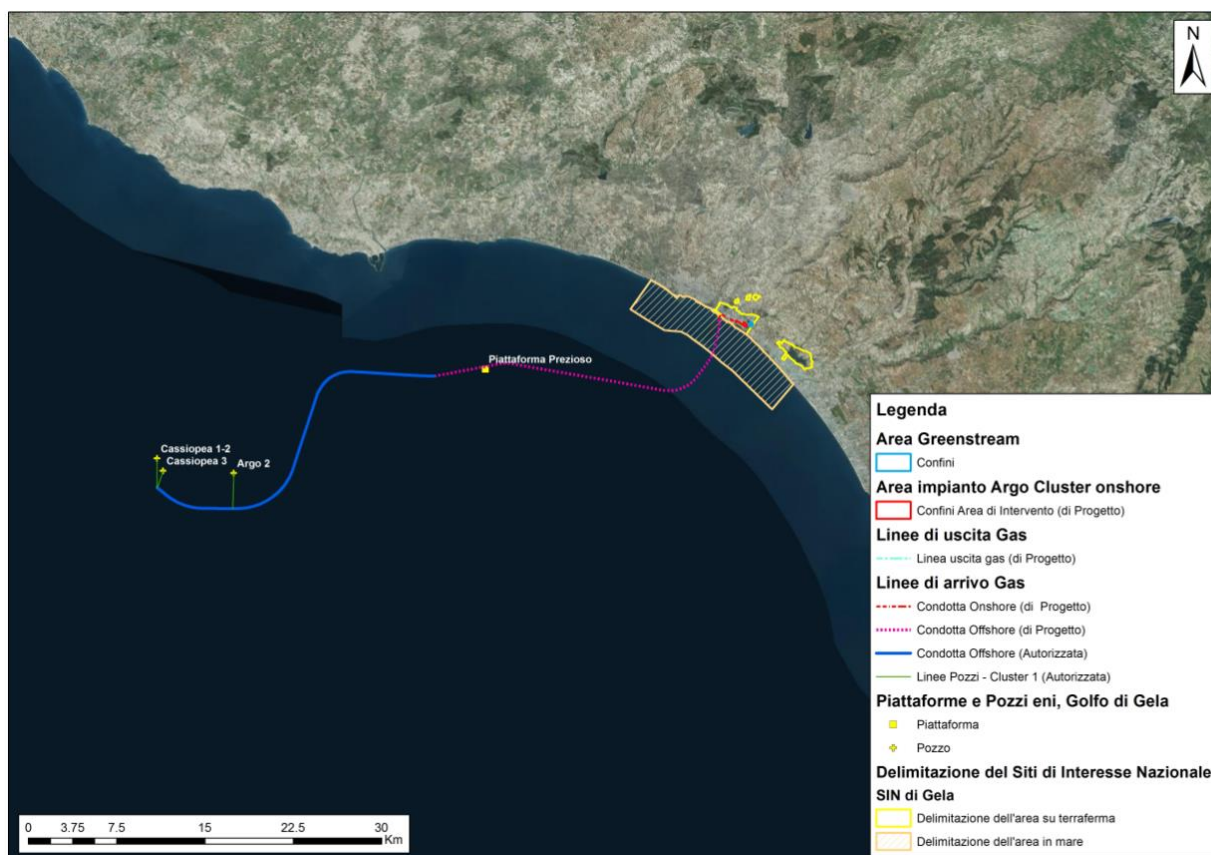 N
Piattaforma Prezioso
Cassiopea 1-2
Cassiopea 3
Argo 2
Legenda
Area Greenstream
Confini
Area impianto Argo Cluster onshore
Confini Area di Intervento (di Progetto)
Linee di uscita Gas
Linea uscita gas (di Progetto)
Linee di arrivo Gas
Condotta Onshore (di Progetto)
Condotta Offshore (di Progetto)
Condotta Offshore (Autorizzata)
Linee Pozzi - Cluster 1 (Autorizzata)
Piattaforme e Pozzi eni, Golfo di Gela
Piattaforma
Pozzo
Delimitazione del Siti di Interesse Nazionale
SIN di Gela
Delimitazione dell'area su terraferma
Delimitazione dell'area in mare
0 3.75 7.5 15 22.5 30
Km